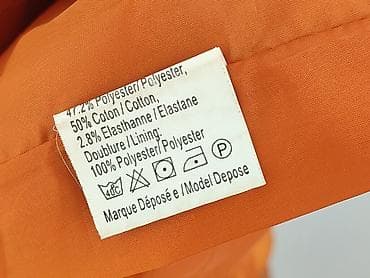 47.2% Polyester/Polyester,
50% Coton/Cotton,
2.8% Elasthanne/Elastane
Doublure/Lining:
100% Polyester/Polyester
40C P
Marque Déposé e /Model Depose